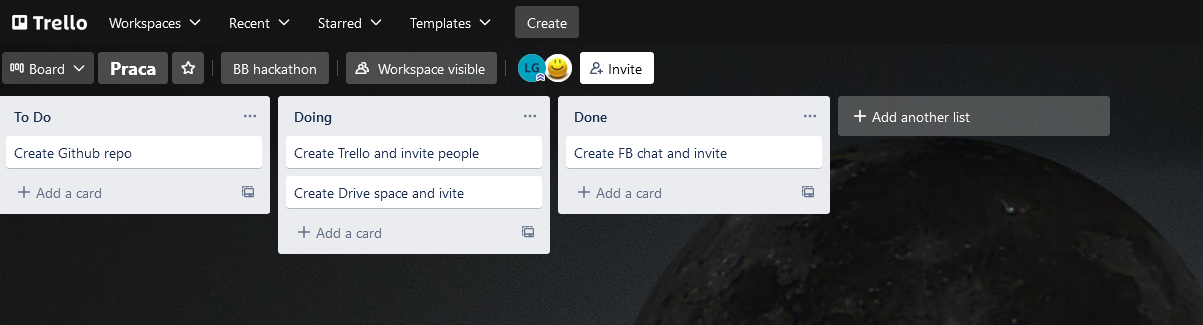 Trello Workspaces Recent Starred Templates Create
Board Praca BB hackathon Workspace visible LG Invite
To Do
Create Github repo
Add a card
Doing
Create Trello and invite people
Create Drive space and ivite
Add a card
Done
Create FB chat and invite
Add a card
Add another list